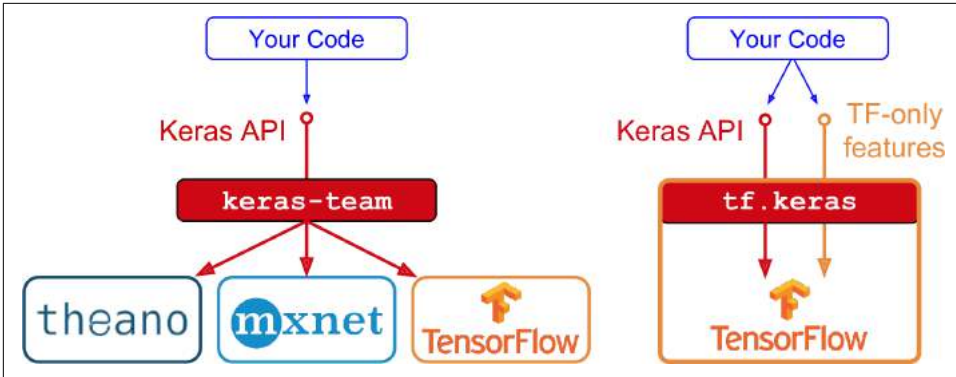 Your Code
Keras API
keras-team
theano
mxnet
TensorFlow
Your Code
Keras API
TF-only
features
tf.keras
TensorFlow